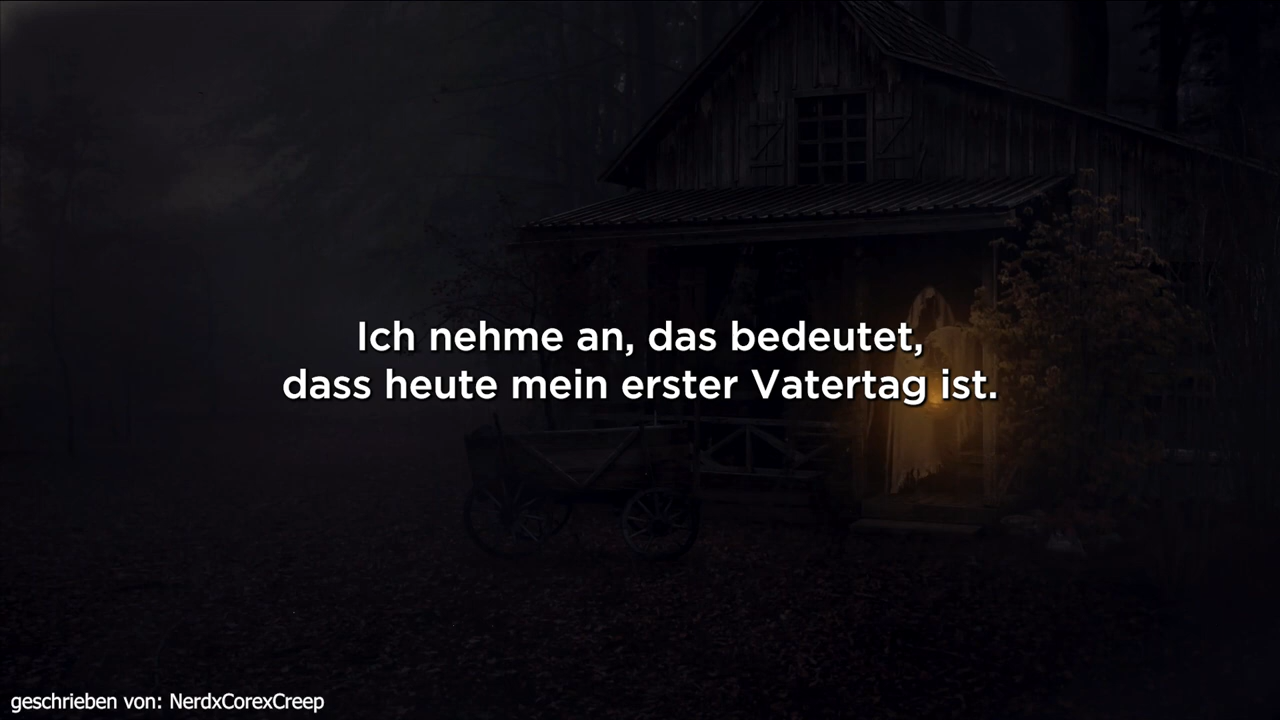 Ich nehme an, das bedeutet,
dass heute mein erster Vatertag ist.
geschrieben von: NerdxCorexCreep